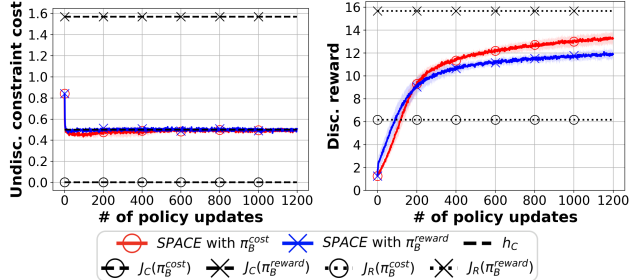 Undisc. constraint cost
1.6
1.4
1.2
1.0
0.8
0.6
0.4
0.2
0.0
0 200 400 600 800 1000 1200
# of policy updates
Disc. reward
16
14
12
10
8
6
4
2
0
0 200 400 600 800 1000 1200
# of policy updates
SPACE with π_B^cost SPACE with π_B^reward h_C
J_C(π_B^cost) J_C(π_B^reward) J_R(π_B^cost) J_R(π_B^reward)